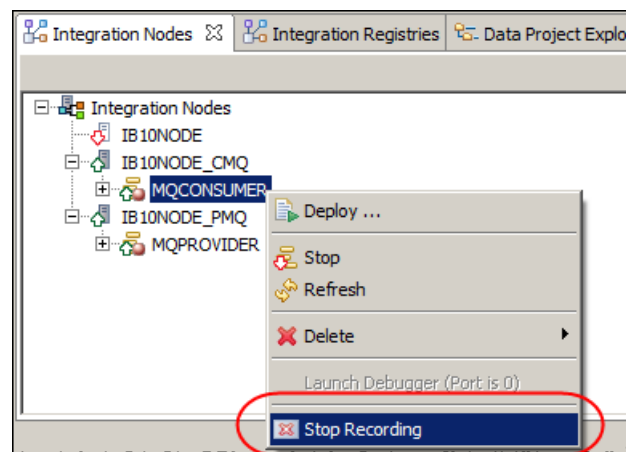 Integration Nodes Integration Registries Data Project Explo
Integration Nodes
IB10NODE
IB10NODE_CMQ
MQCONSUMER
IB10NODE_PMQ
MQPROVIDER
Deploy ...
Stop
Refresh
Delete
Launch Debugger (Port is 0)
Stop Recording